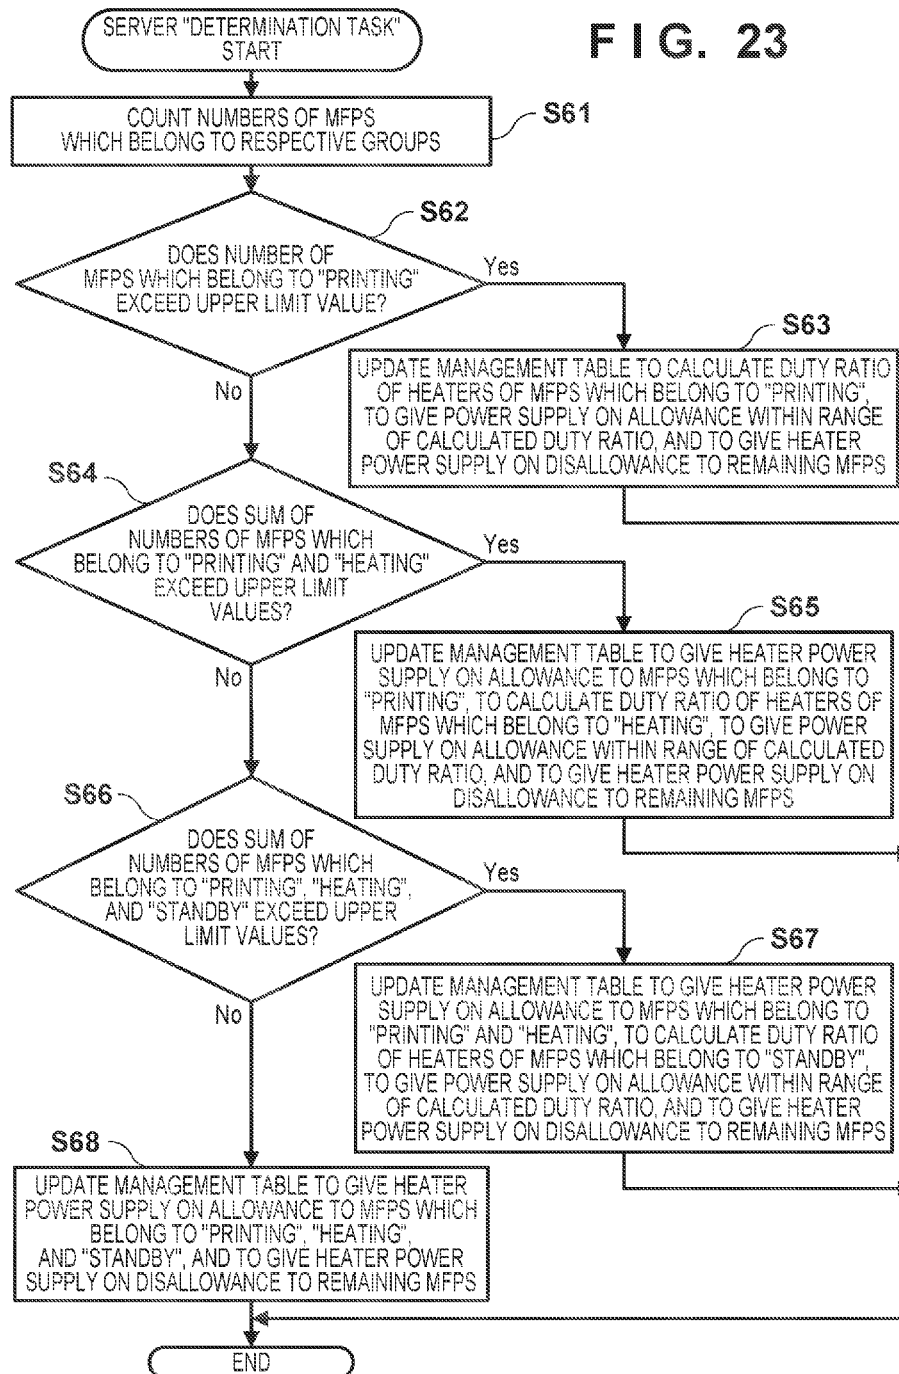 SERVER "DETERMINATION TASK"
START
F I G. 23
COUNT NUMBERS OF MFPS
WHICH BELONG TO RESPECTIVE GROUPS
S61
S62
DOES NUMBER OF
MFPS WHICH BELONG TO "PRINTING"
EXCEED UPPER LIMIT VALUE?
Yes
No
S63
UPDATE MANAGEMENT TABLE TO CALCULATE DUTY RATIO
OF HEATERS OF MFPS WHICH BELONG TO "PRINTING",
TO GIVE POWER SUPPLY ON ALLOWANCE WITHIN RANGE
OF CALCULATED DUTY RATIO, AND TO GIVE HEATER
POWER SUPPLY ON DISALLOWANCE TO REMAINING MFPS
S64
DOES SUM OF
NUMBERS OF MFPS WHICH
BELONG TO "PRINTING" AND "HEATING"
EXCEED UPPER LIMIT
VALUES?
Yes
No
S65
UPDATE MANAGEMENT TABLE TO GIVE HEATER POWER
SUPPLY ON ALLOWANCE TO MFPS WHICH BELONG TO
"PRINTING", TO CALCULATE DUTY RATIO OF HEATERS OF
MFPS WHICH BELONG TO "HEATING", TO GIVE POWER
SUPPLY ON ALLOWANCE WITHIN RANGE OF CALCULATED
DUTY RATIO, AND TO GIVE HEATER POWER SUPPLY ON
DISALLOWANCE TO REMAINING MFPS
S66
DOES SUM OF
NUMBERS OF MFPS WHICH
BELONG TO "PRINTING", "HEATING",
AND "STANDBY" EXCEED UPPER
LIMIT VALUES?
Yes
No
S67
UPDATE MANAGEMENT TABLE TO GIVE HEATER POWER
SUPPLY ON ALLOWANCE TO MFPS WHICH BELONG TO
"PRINTING" AND "HEATING", TO CALCULATE DUTY RATIO
OF HEATERS OF MFPS WHICH BELONG TO "STANDBY",
TO GIVE POWER SUPPLY ON ALLOWANCE WITHIN RANGE
OF CALCULATED DUTY RATIO, AND TO GIVE HEATER
POWER SUPPLY ON DISALLOWANCE TO REMAINING MFPS
S68
UPDATE MANAGEMENT TABLE TO GIVE HEATER
POWER SUPPLY ON ALLOWANCE TO MFPS WHICH
BELONG TO "PRINTING", "HEATING",
AND "STANDBY", AND TO GIVE HEATER POWER
SUPPLY ON DISALLOWANCE TO REMAINING MFPS
END